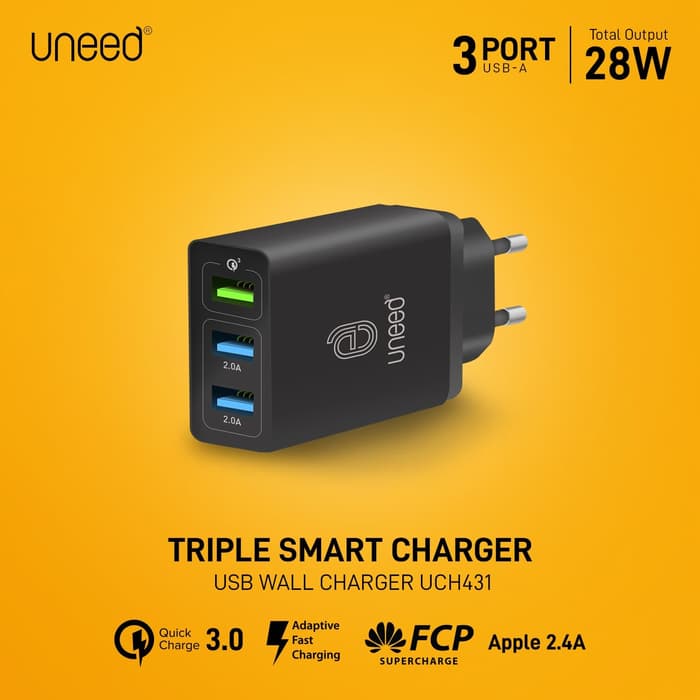 uneed®
3 PORT
USB-A
Total Output
28W
3
2.0A
2.0A
uneed®
TRIPLE SMART CHARGER
USB WALL CHARGER UCH431
Quick
Charge 3.0
Adaptive
Fast
Charging
FCP
SUPERCHARGE
Apple 2.4A